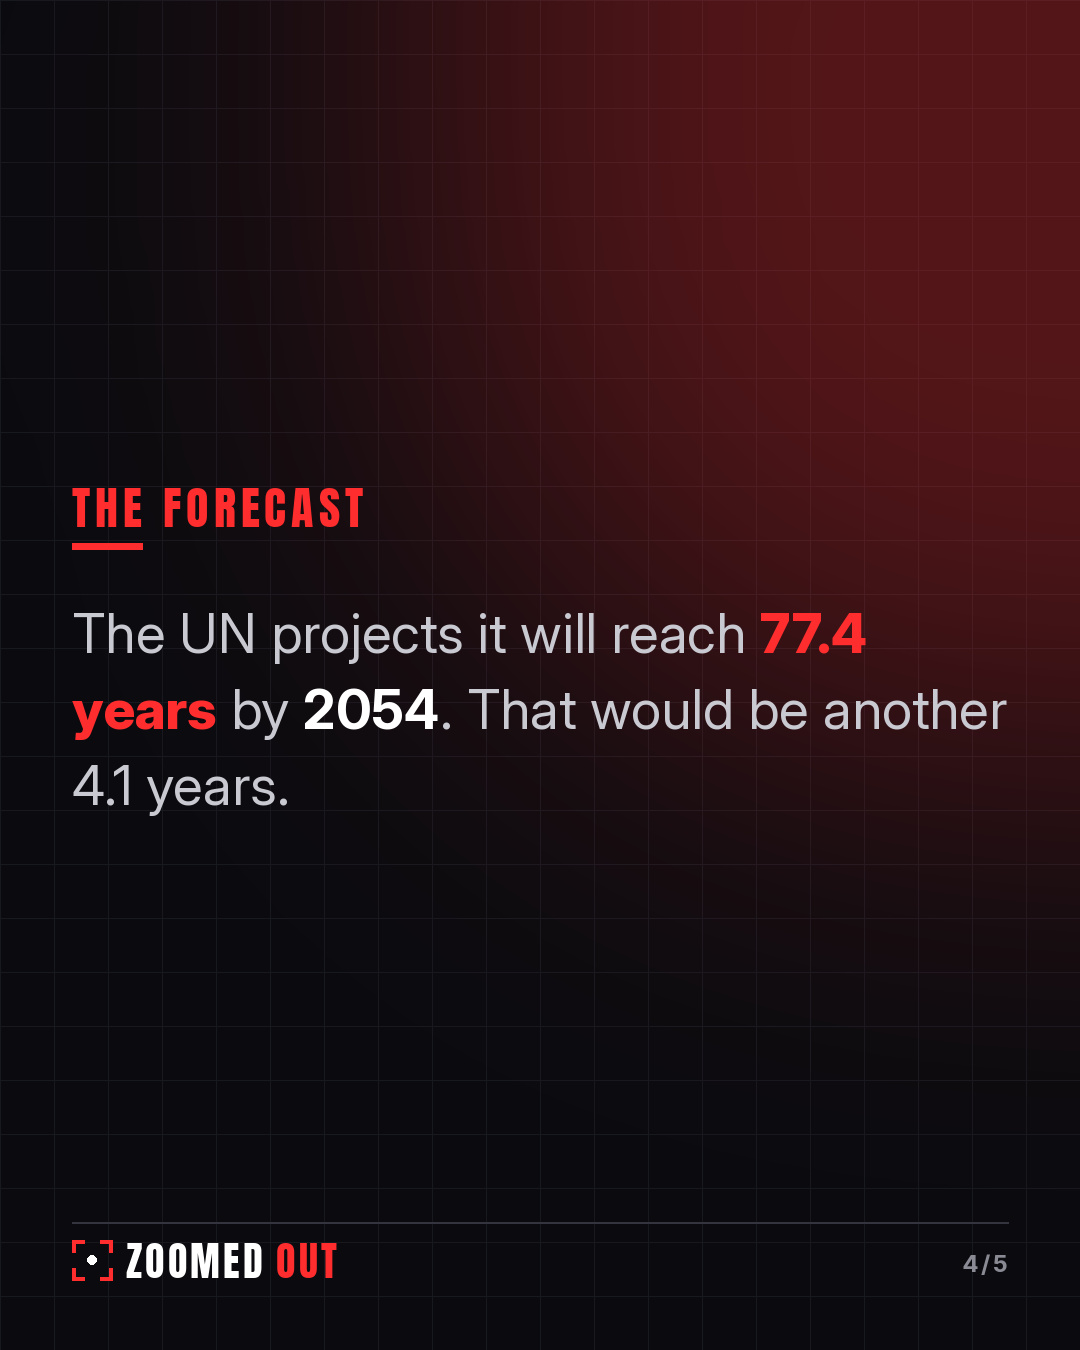 THE FORECAST
The UN projects it will reach 77.4
years by 2054. That would be another
4.1 years.
ZOOMED OUT
4/5